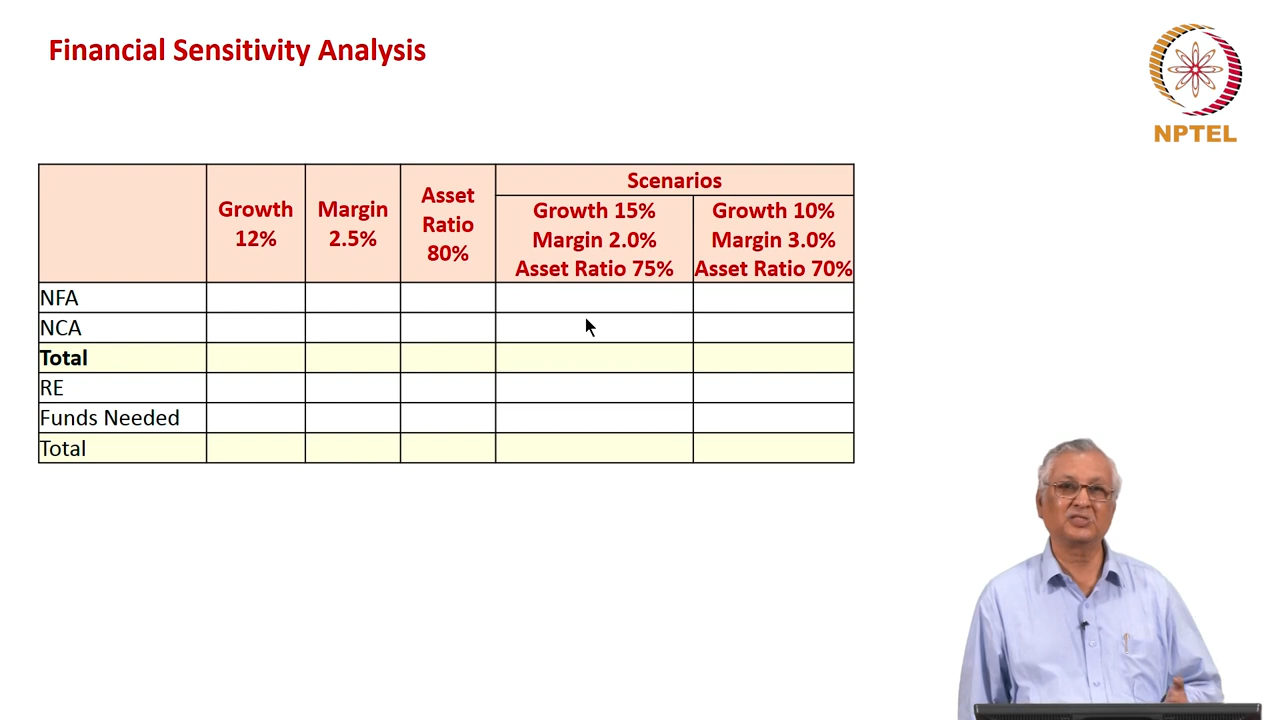 Financial Sensitivity Analysis
NPTEL
Growth
12%
Margin
2.5%
Asset
Ratio
80%
Scenarios
Growth 15%
Margin 2.0%
Asset Ratio 75%
Growth 10%
Margin 3.0%
Asset Ratio 70%
NFA
NCA
Total
RE
Funds Needed
Total